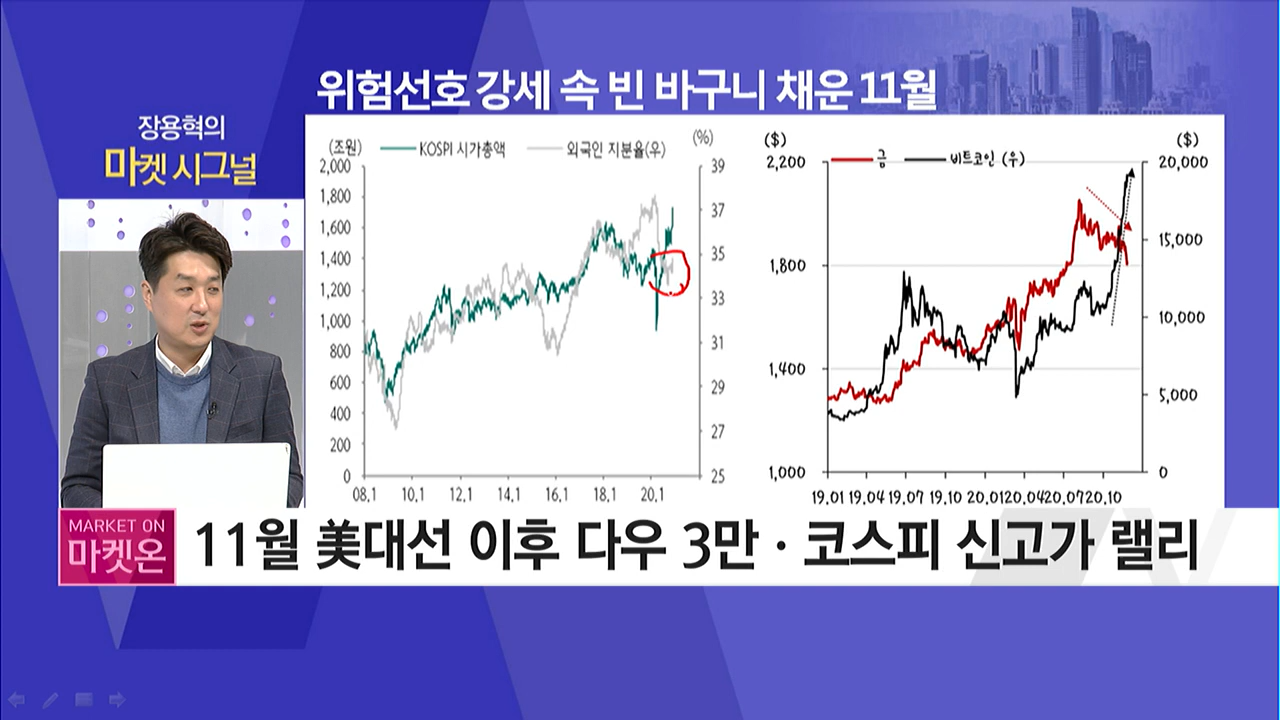 위험선호 강세 속 빈 바구니 채운 11월
장용혁의
마켓 시그널
(조원) KOSPI 시가총액 외국인 지분율(우) (%)
2,000 39
1,800 37
1,600 35
1,400 33
1,200 31
1,000 29
800 27
600 25
400
200
0
08.1 10.1 12.1 14.1 16.1 18.1 20.1
($) 금 비트코인 (우) ($)
2,200 20,000
1,800 15,000
1,400 10,000
1,000 5,000
0
19.01 19.04 19.07 19.10 20.01 20.04 20.07 20.10
MARKET ON
마켓온
11월 美대선 이후 다우 3만·코스피 신고가 랠리